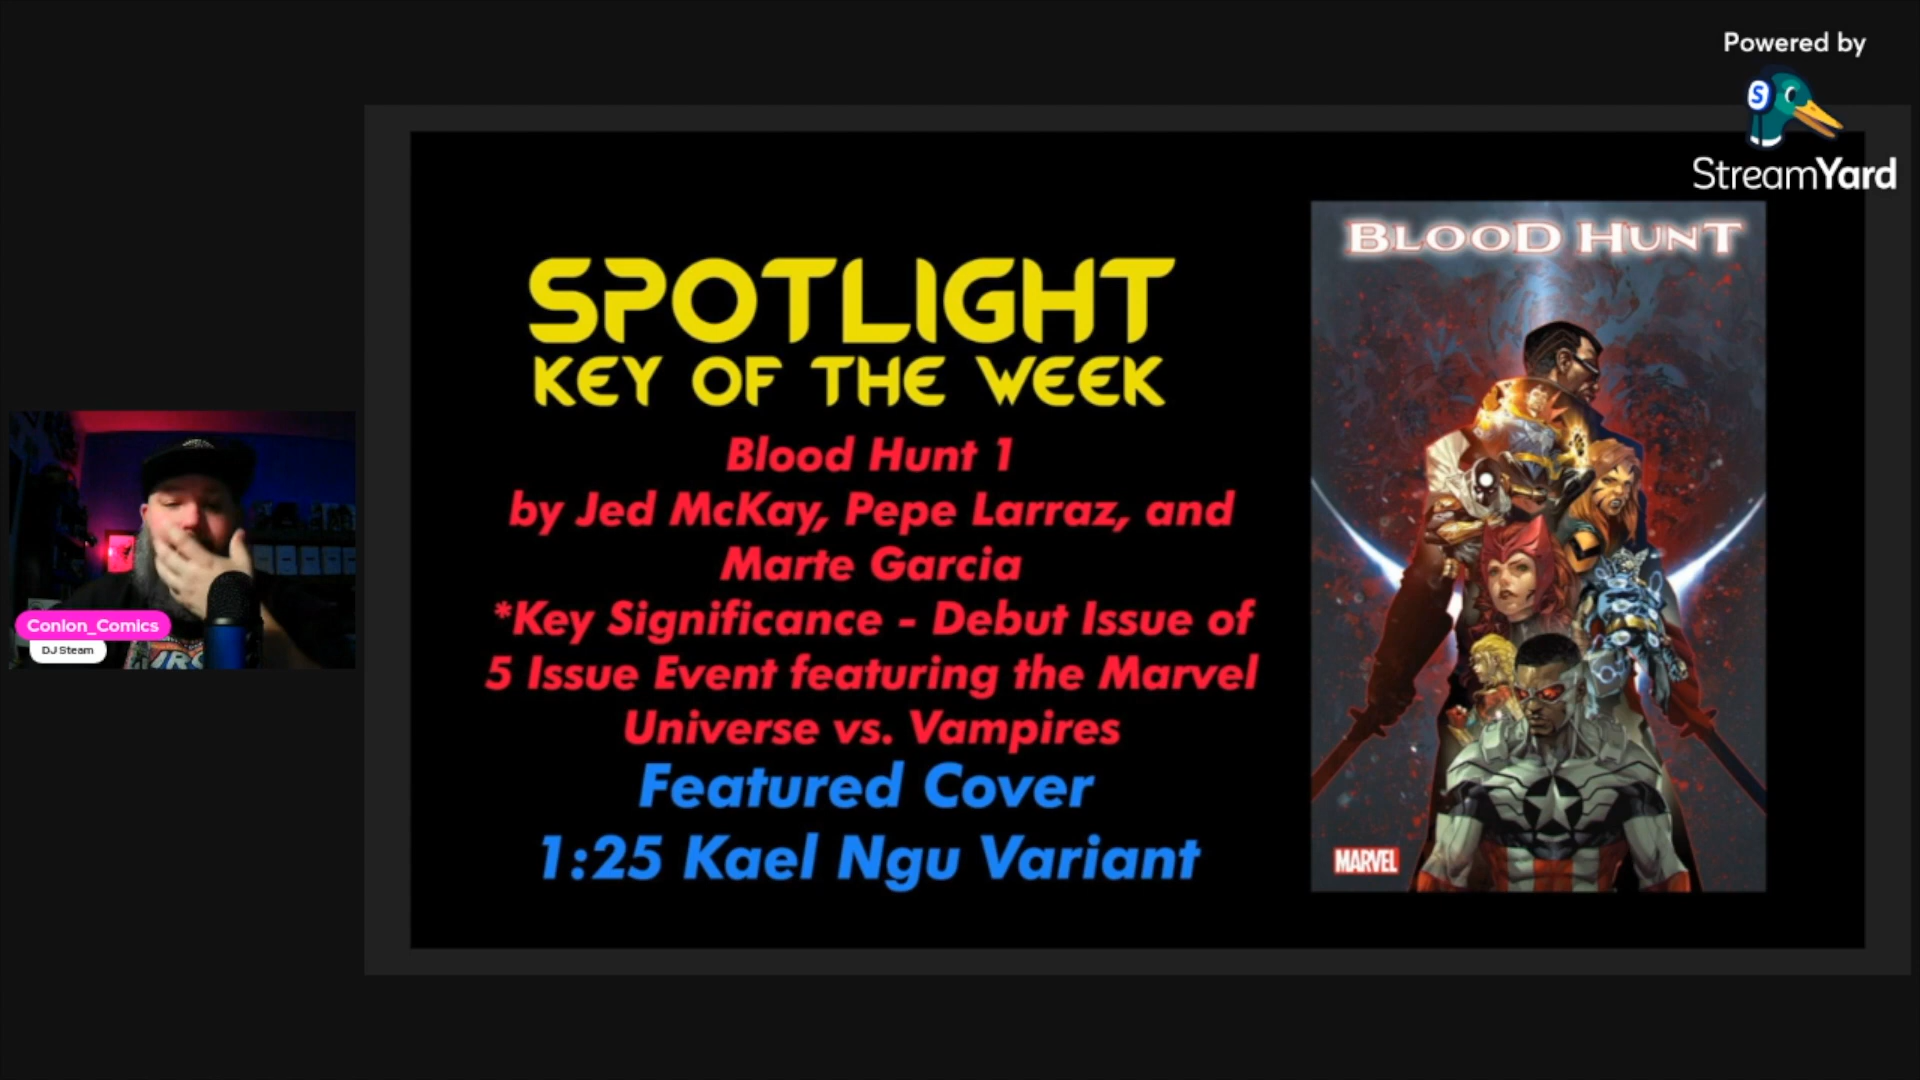 Powered by
S
StreamYard
SPOTLIGHT
KEY OF THE WEEK
Blood Hunt 1
by Jed McKay, Pepe Larraz, and
Marte Garcia
*Key Significance - Debut Issue of
5 Issue Event featuring the Marvel
Universe vs. Vampires
Featured Cover
1:25 Kael Ngu Variant
BLOOD HUNT
MARVEL
Conlon_Comics
DJ Steam